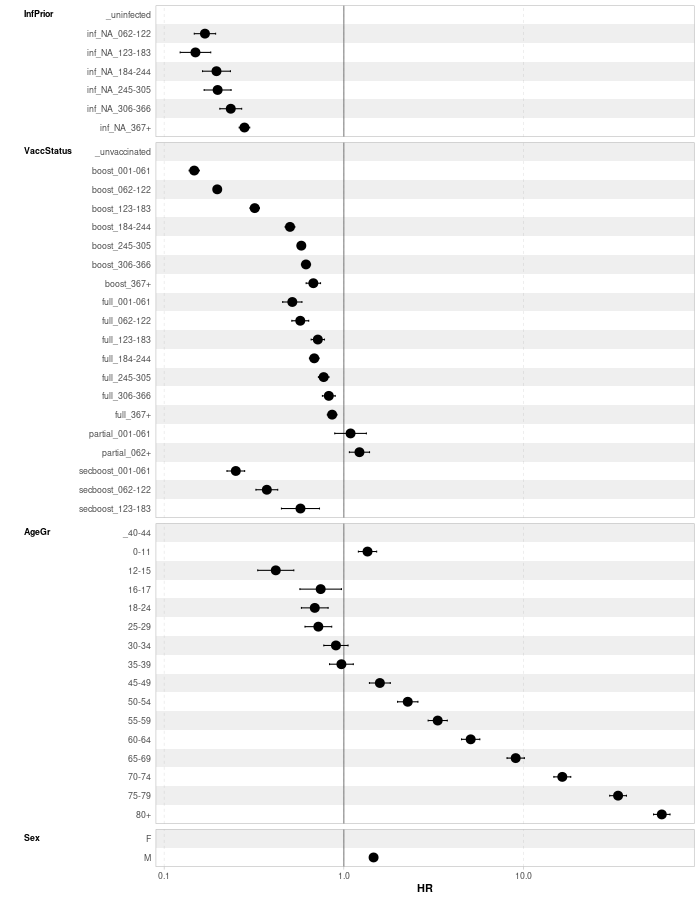 InfPrior _uninfected
inf_NA_062-122
inf_NA_123-183
inf_NA_184-244
inf_NA_245-305
inf_NA_306-366
inf_NA_367+
VaccStatus _unvaccinated
boost_001-061
boost_062-122
boost_123-183
boost_184-244
boost_245-305
boost_306-366
boost_367+
full_001-061
full_062-122
full_123-183
full_184-244
full_245-305
full_306-366
full_367+
partial_001-061
partial_062+
secboost_001-061
secboost_062-122
secboost_123-183
AgeGr _40-44
0-11
12-15
16-17
18-24
25-29
30-34
35-39
45-49
50-54
55-59
60-64
65-69
70-74
75-79
80+
Sex F
M
0.1 1.0 10.0
HR